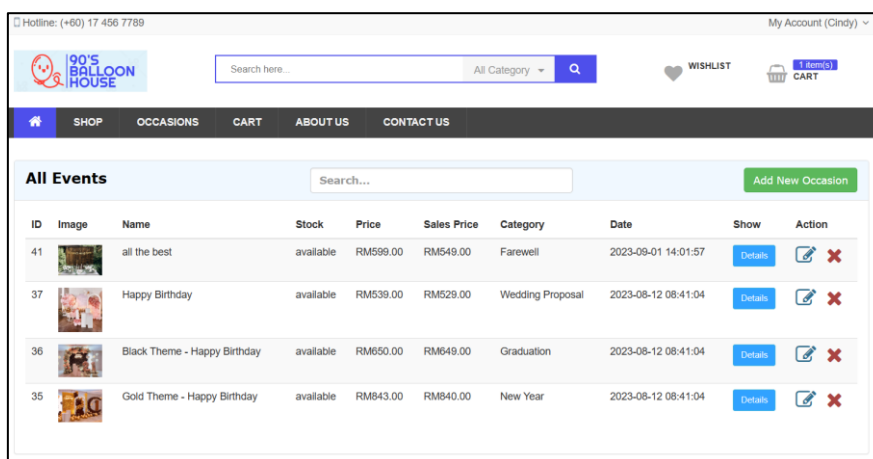 Hotline: (+60) 17 456 7789
My Account (Cindy)
90'S
BALLOON
HOUSE
Search here...
All Category
WISHLIST
1 item(s)
CART
SHOP OCCASIONS CART ABOUT US CONTACT US
All Events
Search...
Add New Occasion
ID Image Name Stock Price Sales Price Category Date Show Action
41 all the best available RM599.00 RM549.00 Farewell 2023-09-01 14:01:57 Details
37 Happy Birthday available RM539.00 RM529.00 Wedding Proposal 2023-08-12 08:41:04 Details
36 Black Theme - Happy Birthday available RM650.00 RM649.00 Graduation 2023-08-12 08:41:04 Details
35 Gold Theme - Happy Birthday available RM843.00 RM840.00 New Year 2023-08-12 08:41:04 Details